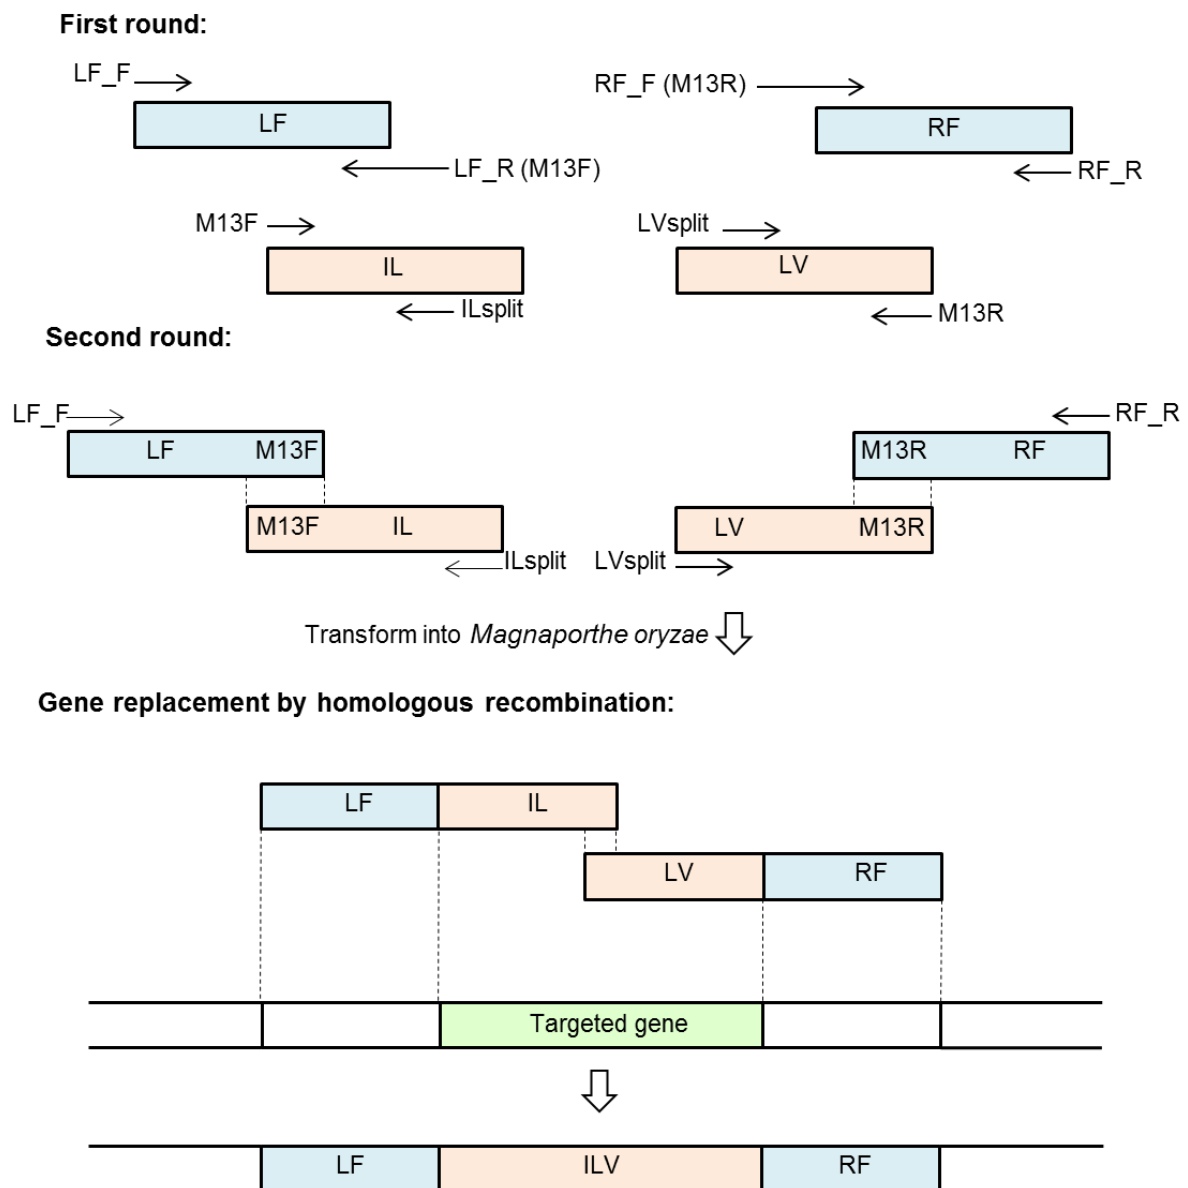 First round:
LF_F
LF
LF_R (M13F)
RF_F (M13R)
RF
RF_R
M13F
IL
ILsplit
LVsplit
LV
M13R
Second round:
LF_F
LF M13F
M13F IL
ILsplit
RF_R
M13R RF
LV M13R
LVsplit
Transform into Magnaporthe oryzae
Gene replacement by homologous recombination:
LF IL
LV RF
Targeted gene
LF ILV RF